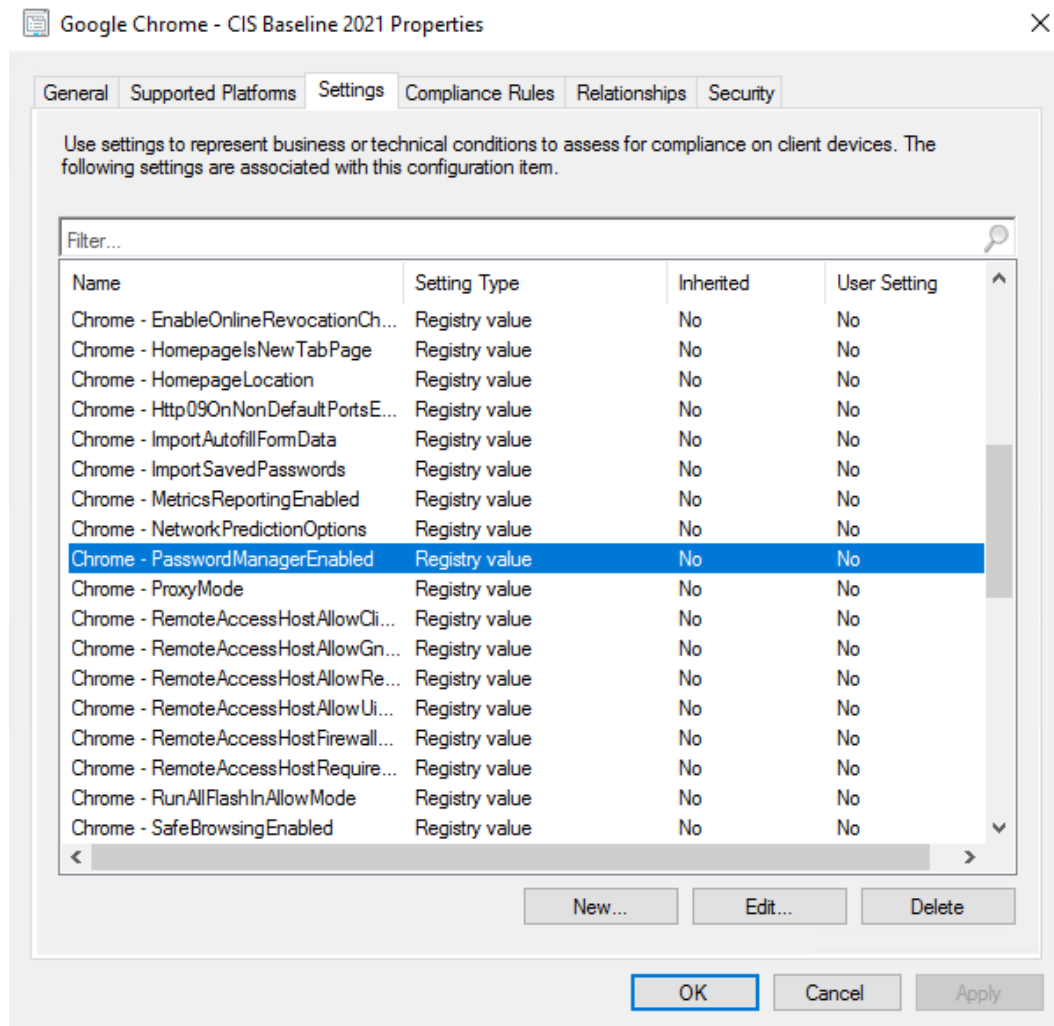 Google Chrome - CIS Baseline 2021 Properties
General Supported Platforms Settings Compliance Rules Relationships Security
Use settings to represent business or technical conditions to assess for compliance on client devices. The
following settings are associated with this configuration item.
Filter...
Name Setting Type Inherited User Setting
Chrome - EnableOnlineRevocationCh... Registry value No No
Chrome - HomepageIsNewTabPage Registry value No No
Chrome - HomepageLocation Registry value No No
Chrome - Http09OnNonDefaultPortsE... Registry value No No
Chrome - ImportAutofillFormData Registry value No No
Chrome - ImportSavedPasswords Registry value No No
Chrome - MetricsReportingEnabled Registry value No No
Chrome - NetworkPredictionOptions Registry value No No
Chrome - PasswordManagerEnabled Registry value No No
Chrome - ProxyMode Registry value No No
Chrome - RemoteAccessHostAllowCli... Registry value No No
Chrome - RemoteAccessHostAllowGn... Registry value No No
Chrome - RemoteAccessHostAllowRe... Registry value No No
Chrome - RemoteAccessHostAllowUi... Registry value No No
Chrome - RemoteAccessHostFirewall... Registry value No No
Chrome - RemoteAccessHostRequire... Registry value No No
Chrome - RunAllFlashInAllowMode Registry value No No
Chrome - SafeBrowsingEnabled Registry value No No
New... Edit... Delete
OK Cancel Apply